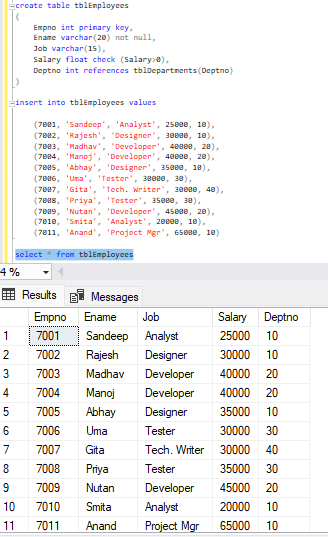 create table tblEmployees
(
Empno int primary key,
Ename varchar(20) not null,
Job varchar(15),
Salary float check (Salary>0),
Deptno int references tblDepartments(Deptno)
)
insert into tblEmployees values
(7001, 'Sandeep', 'Analyst', 25000, 10),
(7002, 'Rajesh', 'Designer', 30000, 10),
(7003, 'Madhav', 'Developer', 40000, 20),
(7004, 'Manoj', 'Developer', 40000, 20),
(7005, 'Abhay', 'Designer', 35000, 10),
(7006, 'Uma', 'Tester', 30000, 30),
(7007, 'Gita', 'Tech. Writer', 30000, 40),
(7008, 'Priya', 'Tester', 35000, 30),
(7009, 'Nutan', 'Developer', 45000, 20),
(7010, 'Smita', 'Analyst', 20000, 10),
(7011, 'Anand', 'Project Mgr', 65000, 10)
select * from tblEmployees
4 %
Results Messages
Empno Ename Job Salary Deptno
1 7001 Sandeep Analyst 25000 10
2 7002 Rajesh Designer 30000 10
3 7003 Madhav Developer 40000 20
4 7004 Manoj Developer 40000 20
5 7005 Abhay Designer 35000 10
6 7006 Uma Tester 30000 30
7 7007 Gita Tech. Writer 30000 40
8 7008 Priya Tester 35000 30
9 7009 Nutan Developer 45000 20
10 7010 Smita Analyst 20000 10
11 7011 Anand Project Mgr 65000 10